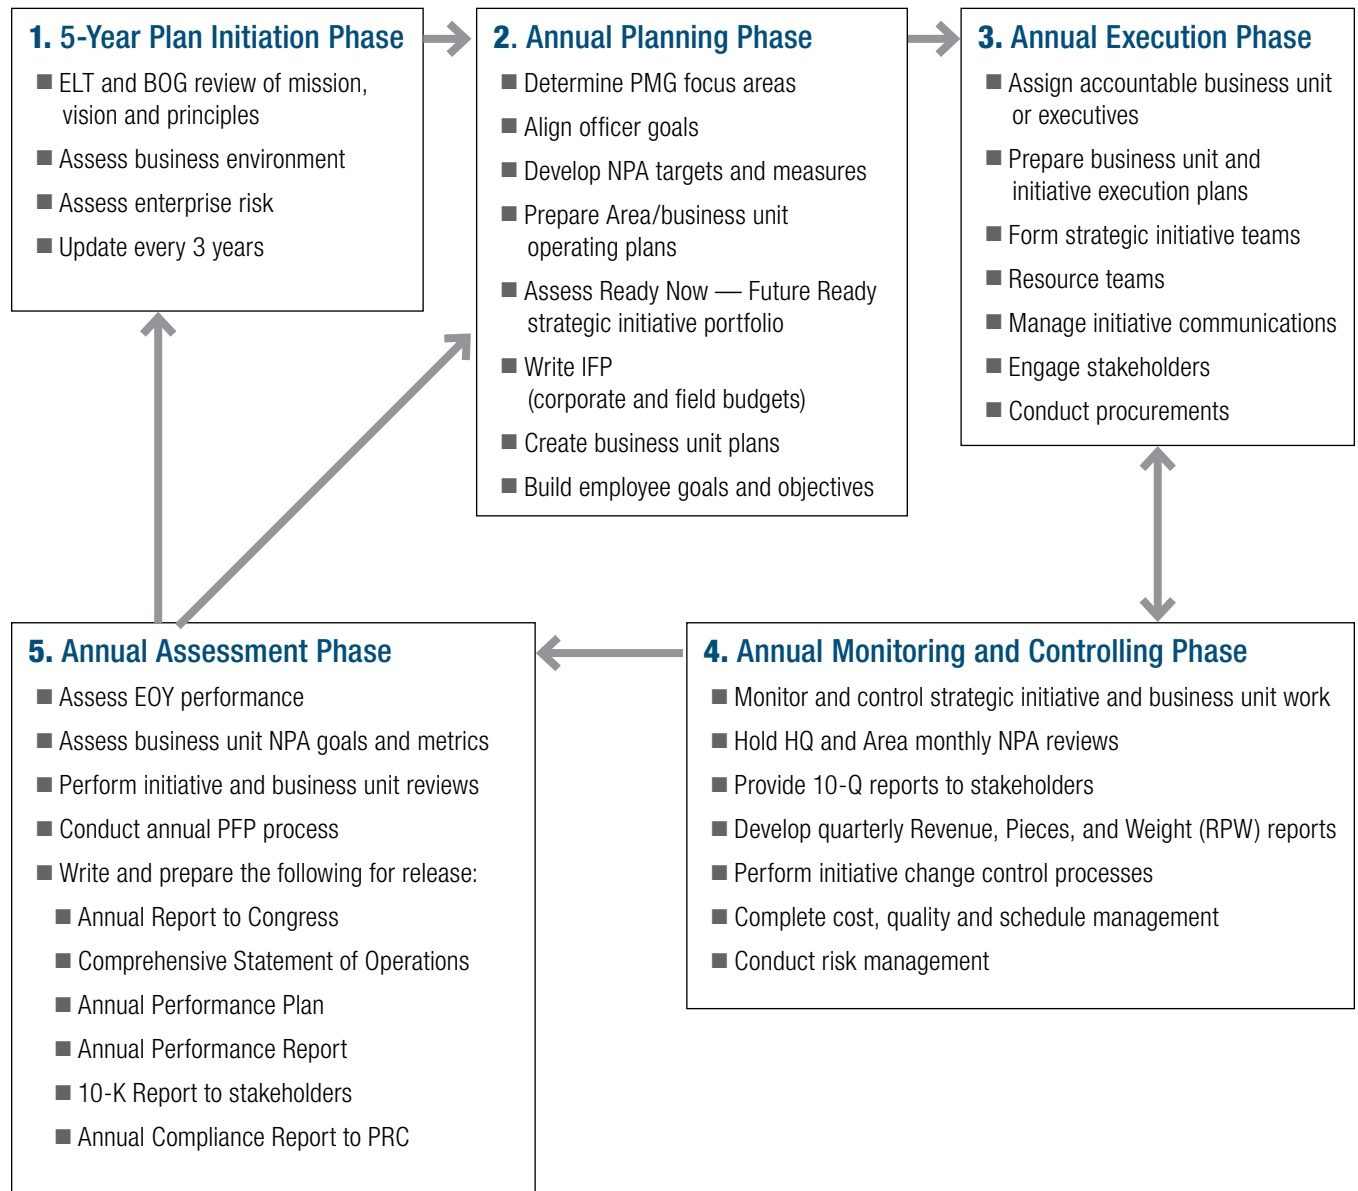 1. 5-Year Plan Initiation Phase
■ ELT and BOG review of mission,
vision and principles
■ Assess business environment
■ Assess enterprise risk
■ Update every 3 years
2. Annual Planning Phase
■ Determine PMG focus areas
■ Align officer goals
■ Develop NPA targets and measures
■ Prepare Area/business unit
operating plans
■ Assess Ready Now — Future Ready
strategic initiative portfolio
■ Write IFP
(corporate and field budgets)
■ Create business unit plans
■ Build employee goals and objectives
3. Annual Execution Phase
■ Assign accountable business unit
or executives
■ Prepare business unit and
initiative execution plans
■ Form strategic initiative teams
■ Resource teams
■ Manage initiative communications
■ Engage stakeholders
■ Conduct procurements
4. Annual Monitoring and Controlling Phase
■ Monitor and control strategic initiative and business unit work
■ Hold HQ and Area monthly NPA reviews
■ Provide 10-Q reports to stakeholders
■ Develop quarterly Revenue, Pieces, and Weight (RPW) reports
■ Perform initiative change control processes
■ Complete cost, quality and schedule management
■ Conduct risk management
5. Annual Assessment Phase
■ Assess EOY performance
■ Assess business unit NPA goals and metrics
■ Perform initiative and business unit reviews
■ Conduct annual PFP process
■ Write and prepare the following for release:
■ Annual Report to Congress
■ Comprehensive Statement of Operations
■ Annual Performance Plan
■ Annual Performance Report
■ 10-K Report to stakeholders
■ Annual Compliance Report to PRC